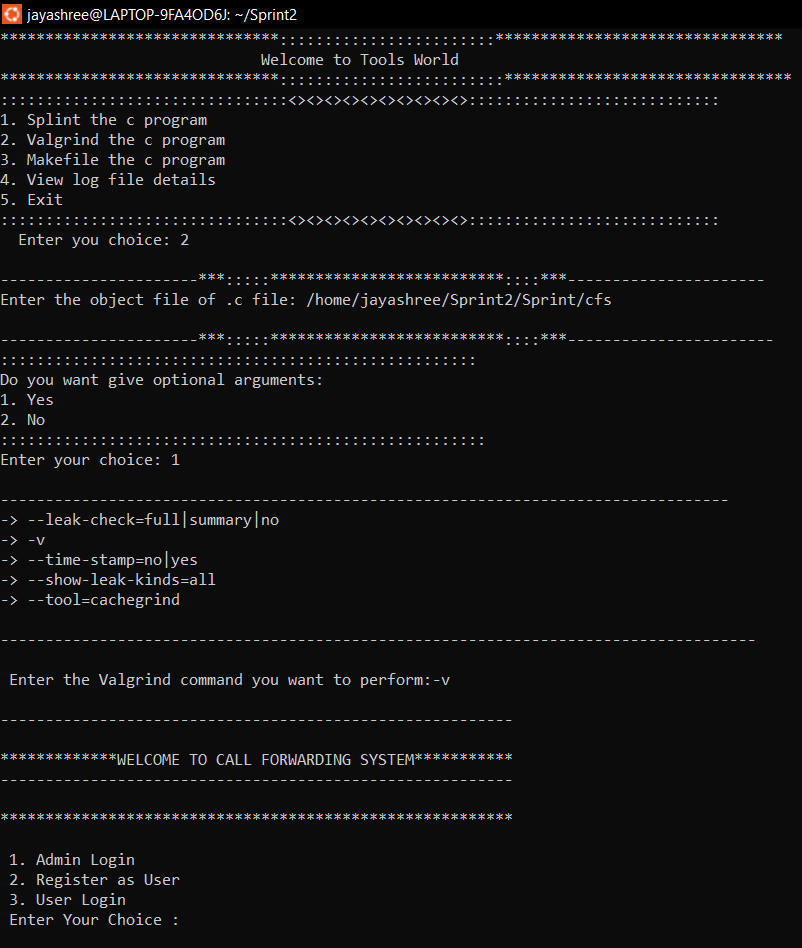 jayashree@LAPTOP-9FA4OD6J: ~/Sprint2
*******************************::::::::::::::::::::::::********************************
Welcome to Tools World
*******************************:::::::::::::::::::::::::********************************
::::::::::::::::::::::::::::::::<><><><><><><><><><>::::::::::::::::::::::::::::
1. Splint the c program
2. Valgrind the c program
3. Makefile the c program
4. View log file details
5. Exit
::::::::::::::::::::::::::::::::<><><><><><><><><><>::::::::::::::::::::::::::::
Enter you choice: 2
----------------------***:::::**************************::::***----------------------
Enter the object file of .c file: /home/jayashree/Sprint2/Sprint/cfs
----------------------***:::::**************************::::***-----------------------
:::::::::::::::::::::::::::::::::::::::::::::::::::::
Do you want give optional arguments:
1. Yes
2. No
::::::::::::::::::::::::::::::::::::::::::::::::::::::
Enter your choice: 1
---------------------------------------------------------------------------------
-> --leak-check=full|summary|no
-> -v
-> --time-stamp=no|yes
-> --show-leak-kinds=all
-> --tool=cachegrind
------------------------------------------------------------------------------------
Enter the Valgrind command you want to perform:-v
---------------------------------------------------------
*************WELCOME TO CALL FORWARDING SYSTEM***********
---------------------------------------------------------
*********************************************************
1. Admin Login
2. Register as User
3. User Login
Enter Your Choice :